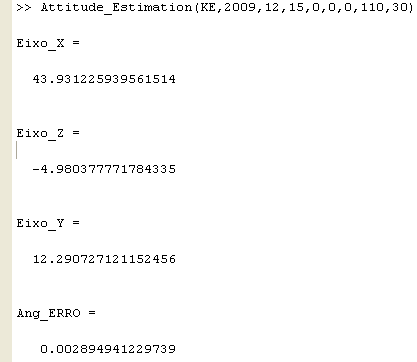 >> Attitude_Estimation(KE,2009,12,15,0,0,0,110,30)
Eixo_X =
43.931225939561514
Eixo_Z =
-4.980377771784335
Eixo_Y =
12.290727121152456
Ang_ERRO =
0.002894941229739